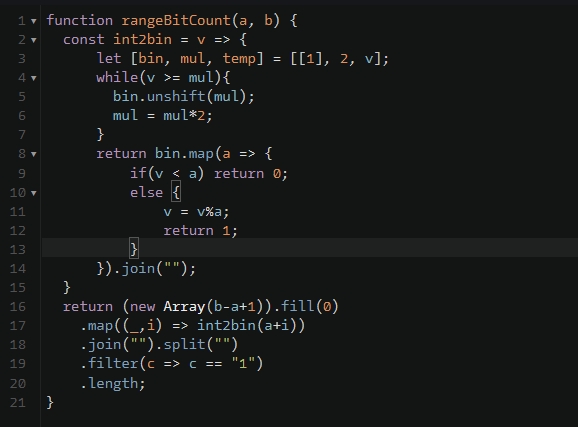 1 function rangeBitCount(a, b) {
2 const int2bin = v => {
3 let [bin, mul, temp] = [[1], 2, v];
4 while(v >= mul){
5 bin.unshift(mul);
6 mul = mul*2;
7 }
8 return bin.map(a => {
9 if(v < a) return 0;
10 else {
11 v = v%a;
12 return 1;
13 }
14 }).join("");
15 }
16 return (new Array(b-a+1)).fill(0)
17 .map((_,i) => int2bin(a+i))
18 .join("").split("")
19 .filter(c => c == "1")
20 .length;
21 }